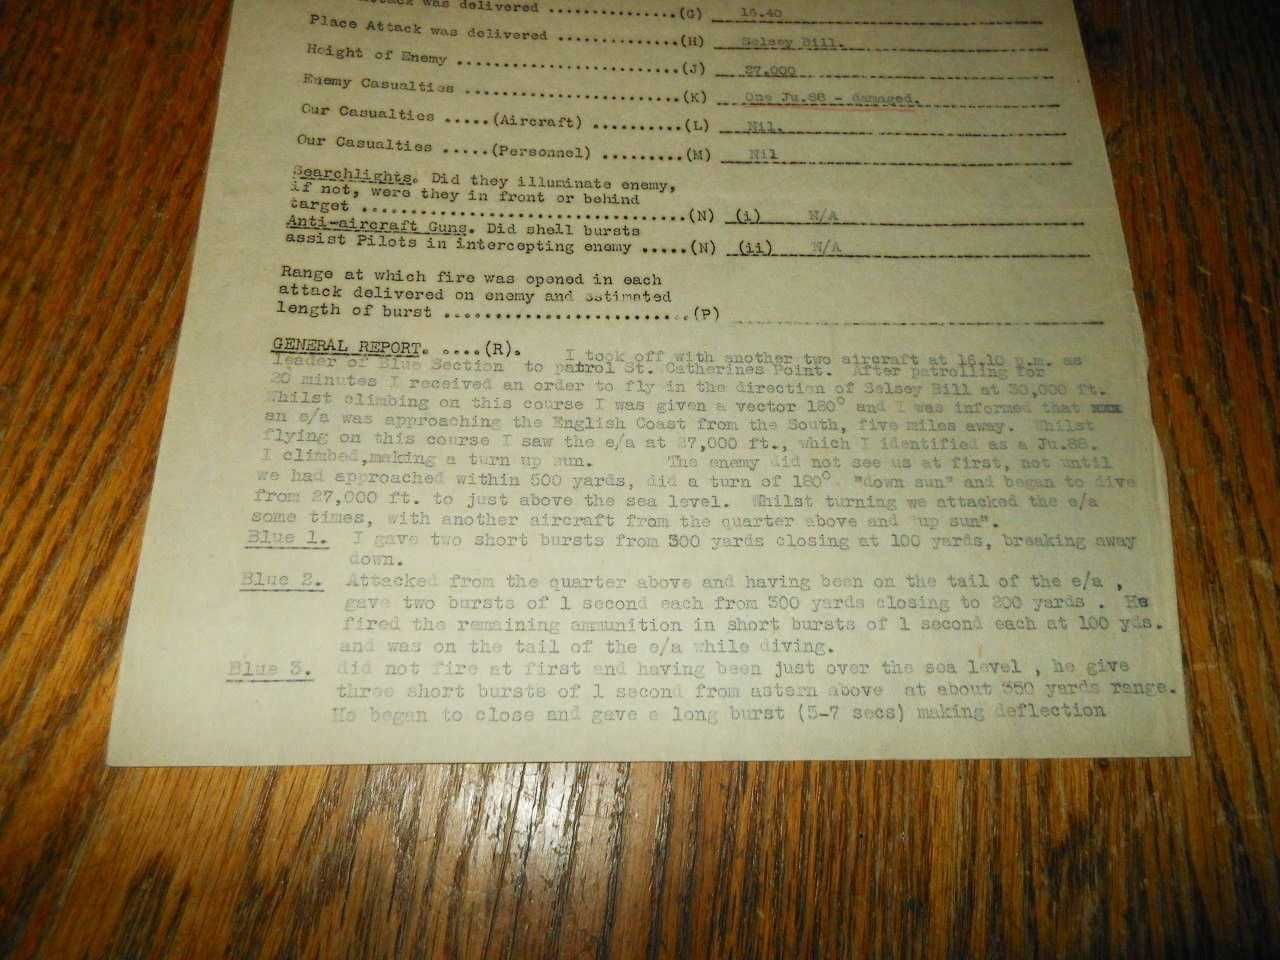 attack was delivered ...............(G) 16.40
Place Attack was delivered ..............(H) Selsey Bill.
Height of Enemy ..........................(J) 27.000
Enemy Casualties .........................(K) One Ju.88 - damaged.
Our Casualties .....(Aircraft) ..........(L) Nil.
Our Casualties .....(Personnel) .........(M) Nil
Searchlights. Did they illuminate enemy,
if not, were they in front or behind
target .....................................(N) (i) N/A
Anti-aircraft Guns. Did shell bursts
assist Pilots in intercepting enemy .....(N) (ii) N/A
Range at which fire was opened in each
attack delivered on enemy and estimated
length of burst ............................(P)
GENERAL REPORT. ....(R). I took off with another two aircraft at 16.10 p.m. as
leader of Blue Section to patrol St. Catherines Point. After patrolling for
20 minutes I received an order to fly in the direction of Selsey Bill at 30,000 ft.
Whilst climbing on this course I was given a vector 180° and I was informed that xxx
an e/a was approaching the English Coast from the South, five miles away. Whilst
flying on this course I saw the e/a at 27,000 ft., which I identified as a Ju.88.
I climbed,making a turn up sun. The enemy did not see us at first, not until
we had approached within 500 yards, did a turn of 180° "down sun" and began to dive
from 27,000 ft. to just above the sea level. Whilst turning we attacked the e/a
some times, with another aircraft from the quarter above and "up sun".
Blue 1. I gave two short bursts from 300 yards closing at 100 yards, breaking away
down.
Blue 2. Attacked from the quarter above and having been on the tail of the e/a ,
gave two bursts of 1 second each from 300 yards closing to 200 yards . He
fired the remaining ammunition in short bursts of 1 second each at 100 yds.
and was on the tail of the e/a while diving.
Blue 3. did not fire at first and having been just over the sea level , he give
three short bursts of 1 second from astern above at about 350 yards range.
He began to close and gave a long burst (5-7 secs) making deflection